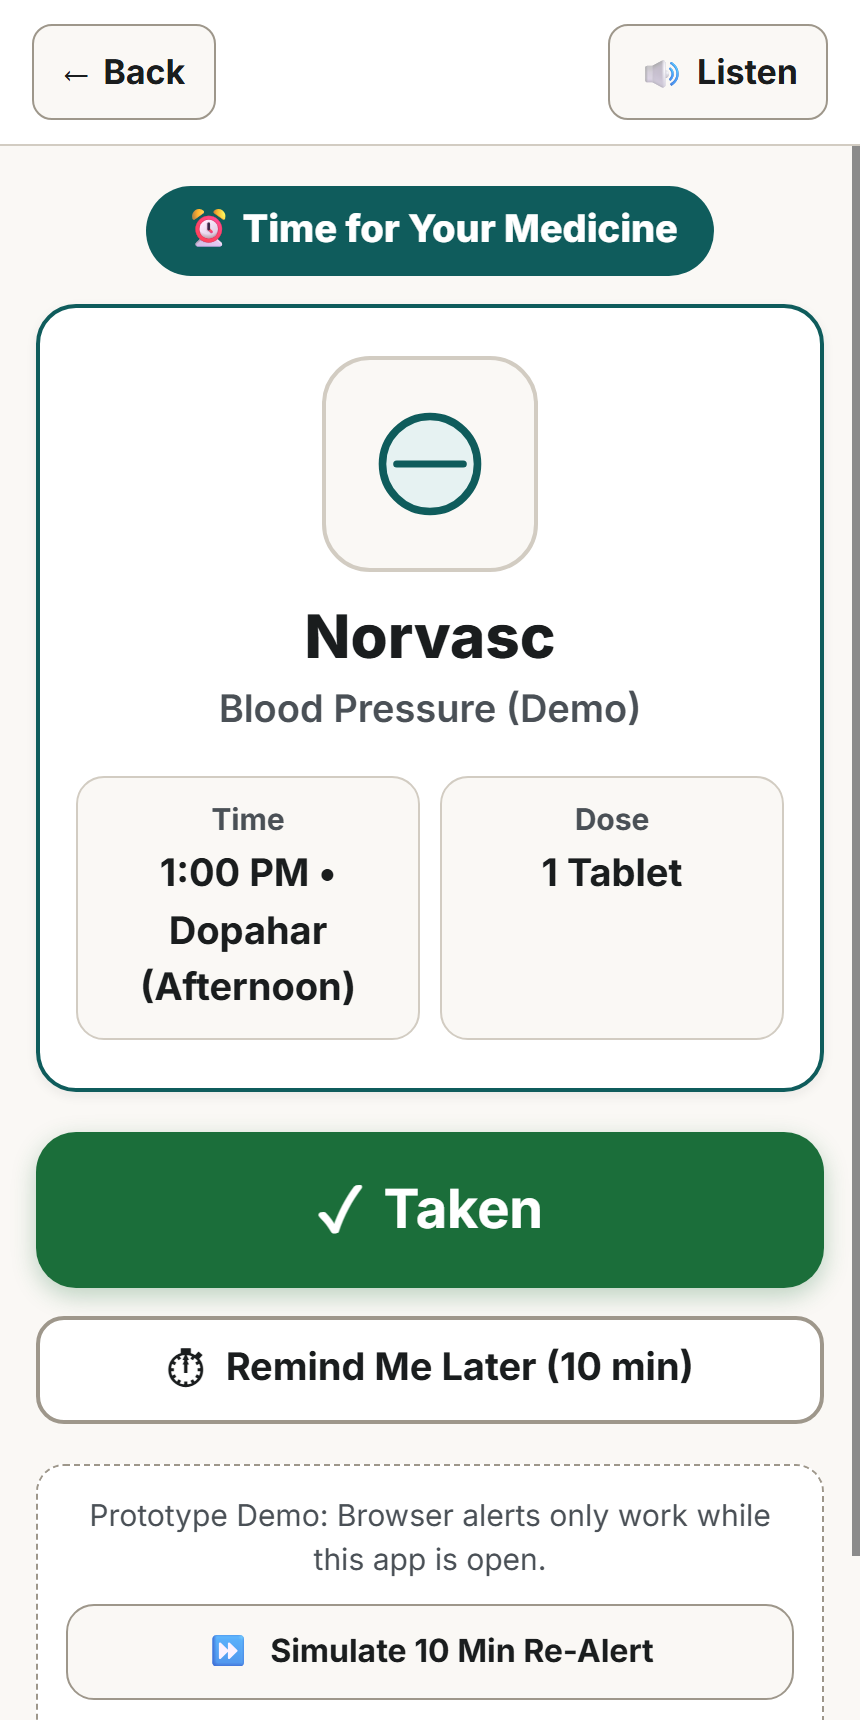 ← Back
Listen
Time for Your Medicine
Norvasc
Blood Pressure (Demo)
Time
1:00 PM •
Dopahar
(Afternoon)
Dose
1 Tablet
✓ Taken
Remind Me Later (10 min)
Prototype Demo: Browser alerts only work while
this app is open.
Simulate 10 Min Re-Alert